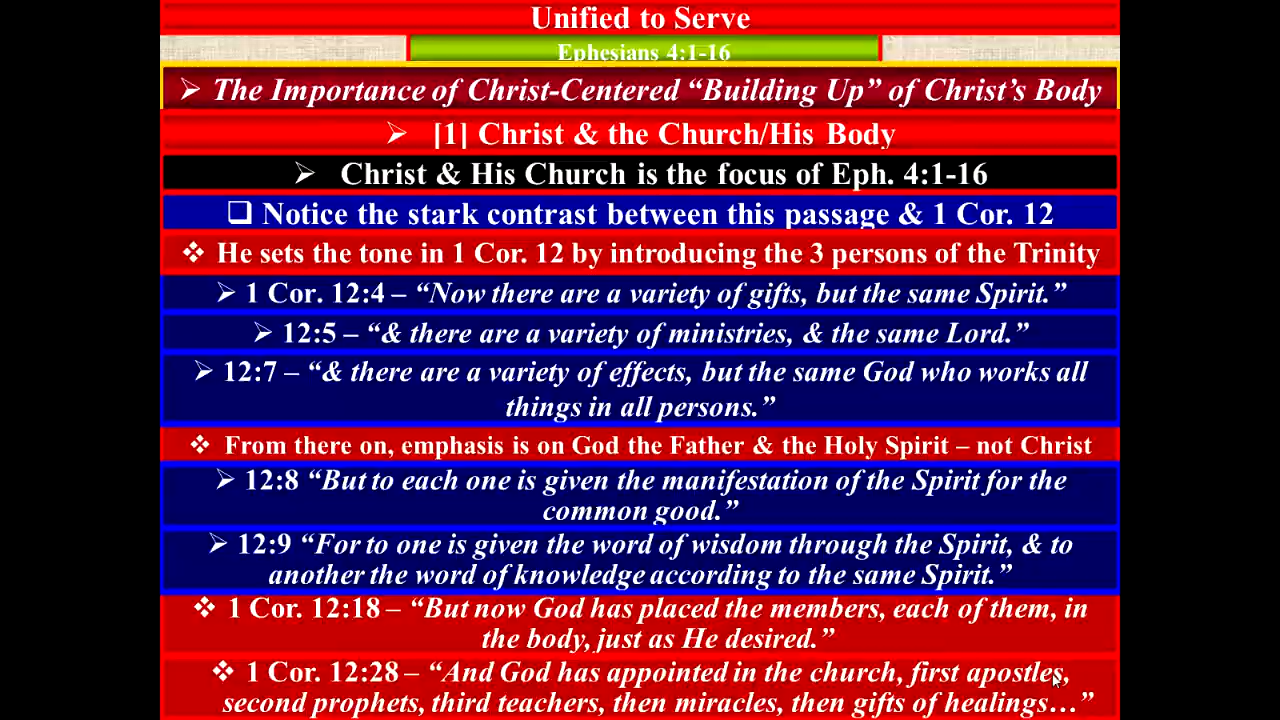 Unified to Serve
Ephesians 4:1-16
➢ The Importance of Christ-Centered “Building Up” of Christ’s Body
➢ [1] Christ & the Church/His Body
➢ Christ & His Church is the focus of Eph. 4:1-16
❑ Notice the stark contrast between this passage & 1 Cor. 12
❖ He sets the tone in 1 Cor. 12 by introducing the 3 persons of the Trinity
➢ 1 Cor. 12:4 – “Now there are a variety of gifts, but the same Spirit.”
➢ 12:5 – “& there are a variety of ministries, & the same Lord.”
➢ 12:7 – “& there are a variety of effects, but the same God who works all
things in all persons.”
❖ From there on, emphasis is on God the Father & the Holy Spirit – not Christ
➢ 12:8 “But to each one is given the manifestation of the Spirit for the
common good.”
➢ 12:9 “For to one is given the word of wisdom through the Spirit, & to
another the word of knowledge according to the same Spirit.”
❖ 1 Cor. 12:18 – “But now God has placed the members, each of them, in
the body, just as He desired.”
❖ 1 Cor. 12:28 – “And God has appointed in the church, first apostles,
second prophets, third teachers, then miracles, then gifts of healings…”